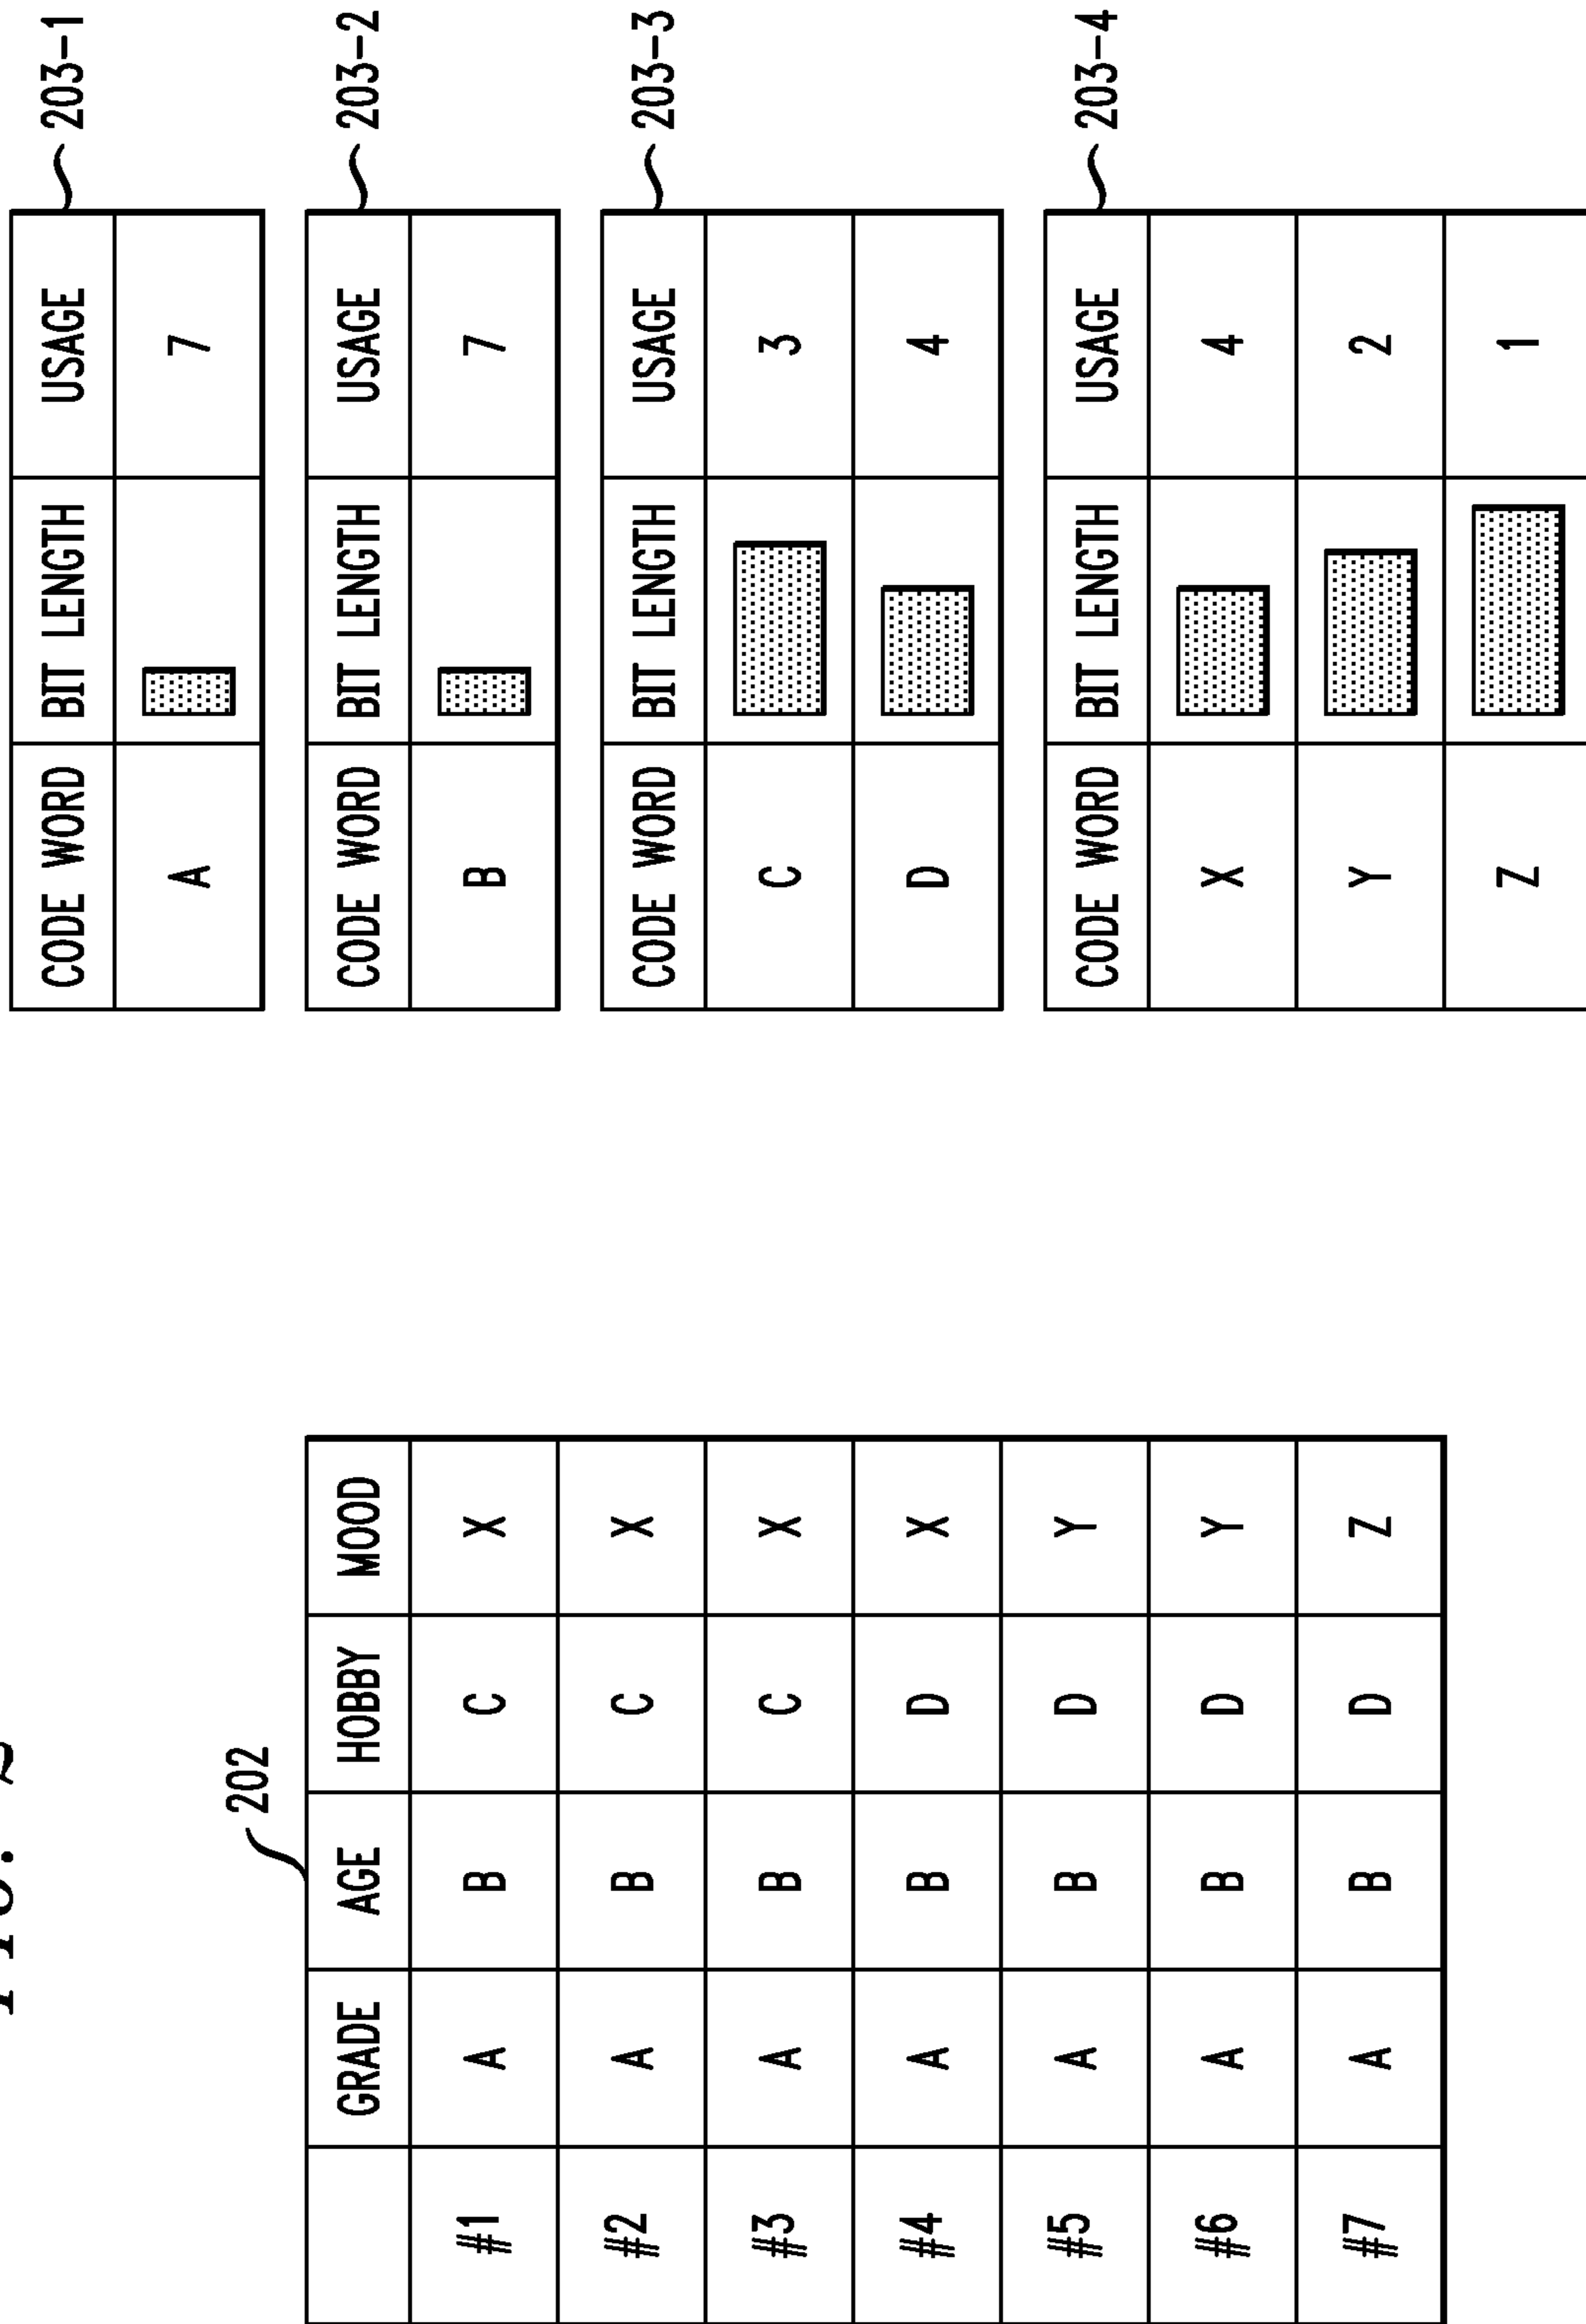 202
GRADE AGE HOBBY MOOD
#1 A B C X
#2 A B C X
#3 A B C X
#4 A B D X
#5 A B D Y
#6 A B D Y
#7 A B D Z
203-1
CODE WORD BIT LENGTH USAGE
A 7
203-2
CODE WORD BIT LENGTH USAGE
B 7
203-3
CODE WORD BIT LENGTH USAGE
C 3
D 4
203-4
CODE WORD BIT LENGTH USAGE
X 4
Y 2
Z 1